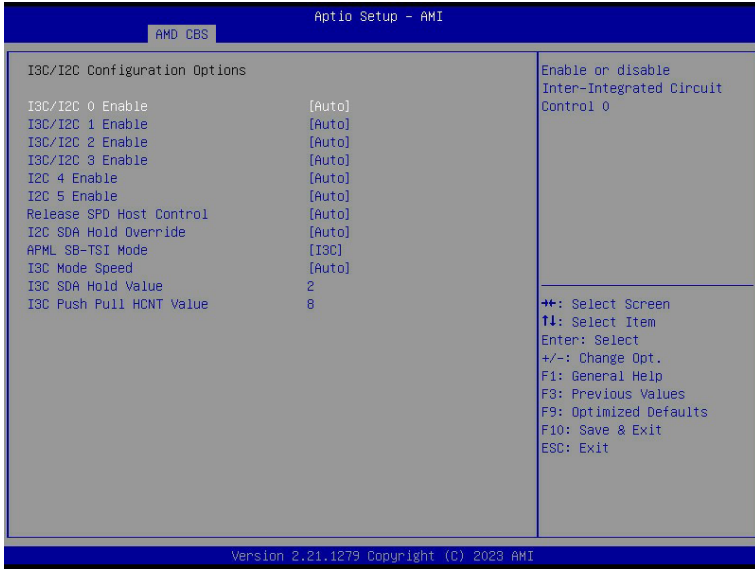 Aptio Setup – AMI
AMD CBS
I3C/I2C Configuration Options
I3C/I2C 0 Enable [Auto]
I3C/I2C 1 Enable [Auto]
I3C/I2C 2 Enable [Auto]
I3C/I2C 3 Enable [Auto]
I2C 4 Enable [Auto]
I2C 5 Enable [Auto]
Release SPD Host Control [Auto]
I2C SDA Hold Override [Auto]
APML SB-TSI Mode [I3C]
I3C Mode Speed [Auto]
I3C SDA Hold Value 2
I3C Push Pull HCNT Value 8
Enable or disable
Inter-Integrated Circuit
Control 0
→←: Select Screen
↑↓: Select Item
Enter: Select
+/-: Change Opt.
F1: General Help
F3: Previous Values
F9: Optimized Defaults
F10: Save & Exit
ESC: Exit
Version 2.21.1279 Copyright (C) 2023 AMI